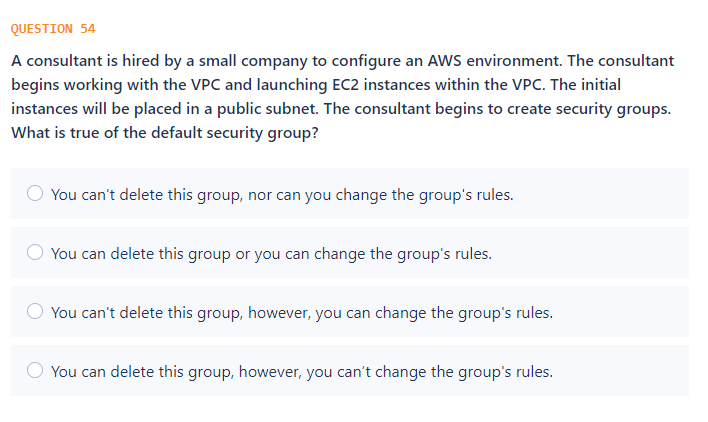 QUESTION 54
A consultant is hired by a small company to configure an AWS environment. The consultant
begins working with the VPC and launching EC2 instances within the VPC. The initial
instances will be placed in a public subnet. The consultant begins to create security groups.
What is true of the default security group?
You can't delete this group, nor can you change the group's rules.
You can delete this group or you can change the group's rules.
You can't delete this group, however, you can change the group's rules.
You can delete this group, however, you can't change the group's rules.